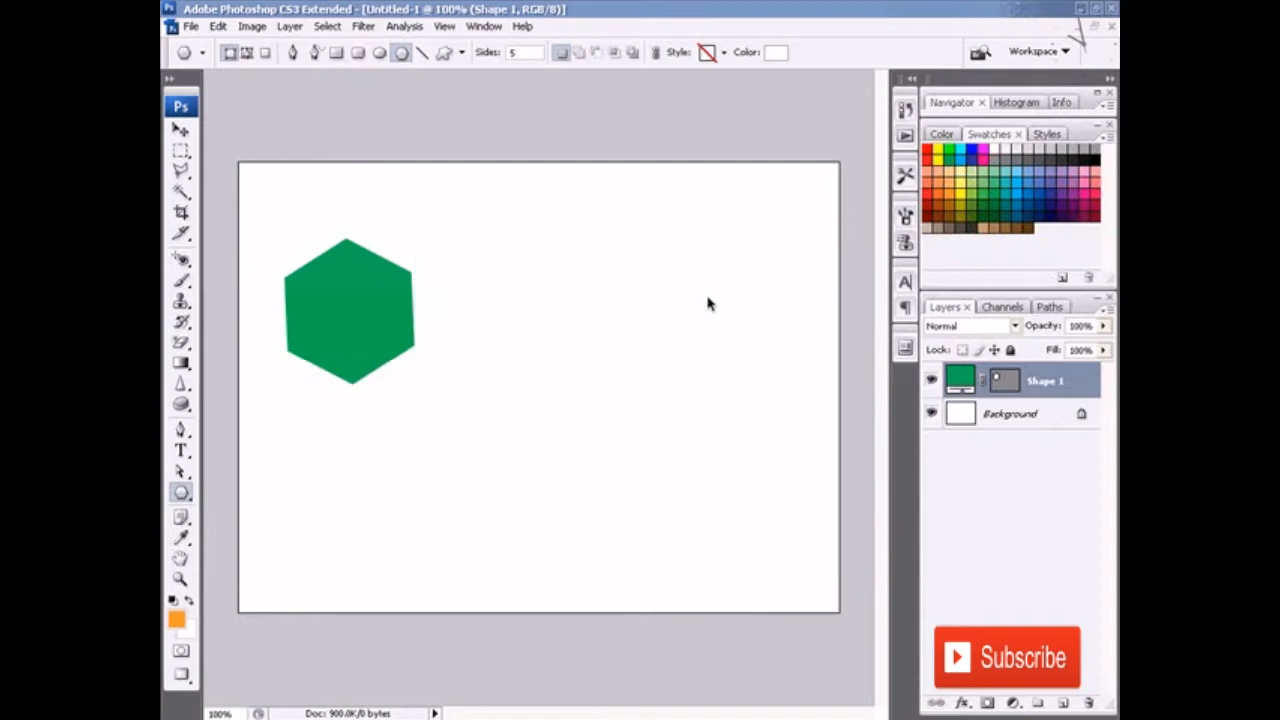 Adobe Photoshop CS3 Extended - [Untitled-1 @ 100% (Shape 1, RGB/8)]
File Edit Image Layer Select Filter Analysis View Window Help
Sides: 5 Style: Color: Workspace
Ps
Navigator Histogram Info
Color Swatches Styles
A
T
Layers Channels Paths
Normal Opacity: 100%
Lock: Fill: 100%
Shape 1
Background
Subscribe
100% Doc: 900.0K/0 bytes